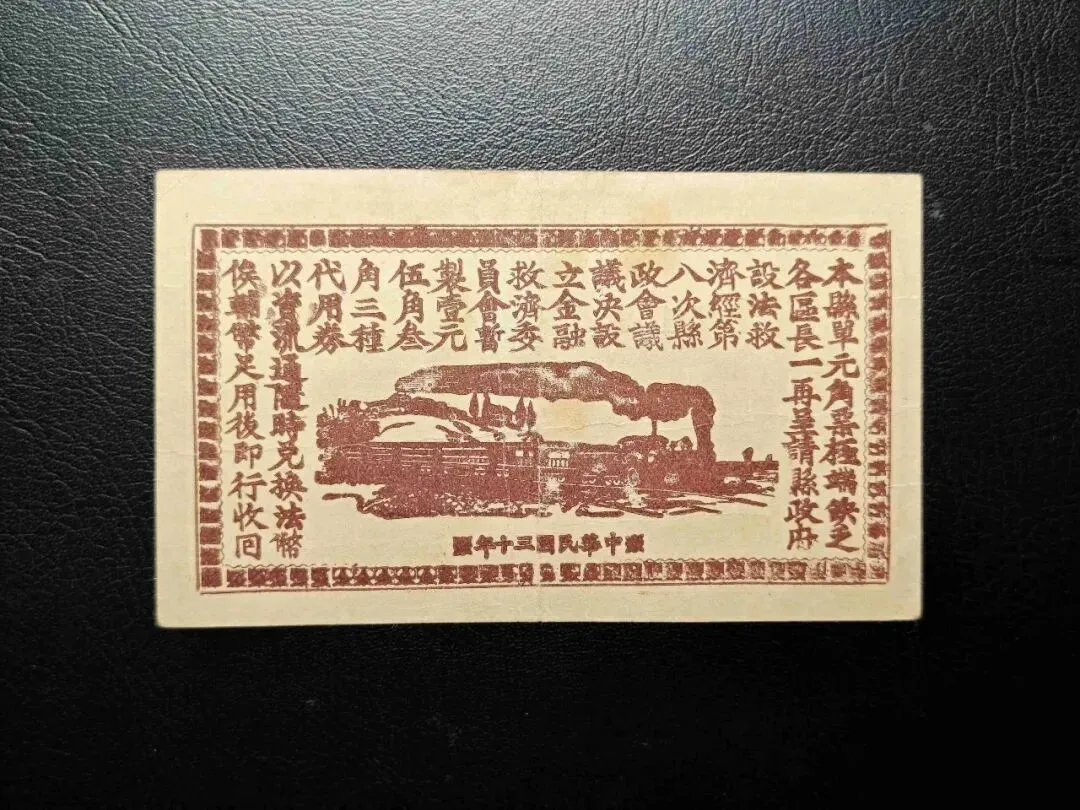 本縣單元角票極端缺乏
各區長一再呈請縣政府
設法救
濟經第
八次縣
政會議
議決設
立金融
救濟委
員會暫
製壹元
伍角叁
角三種
代用券
以資流通隨時兑換法幣
俟輔幣足用後即行收回
中華民國三十年